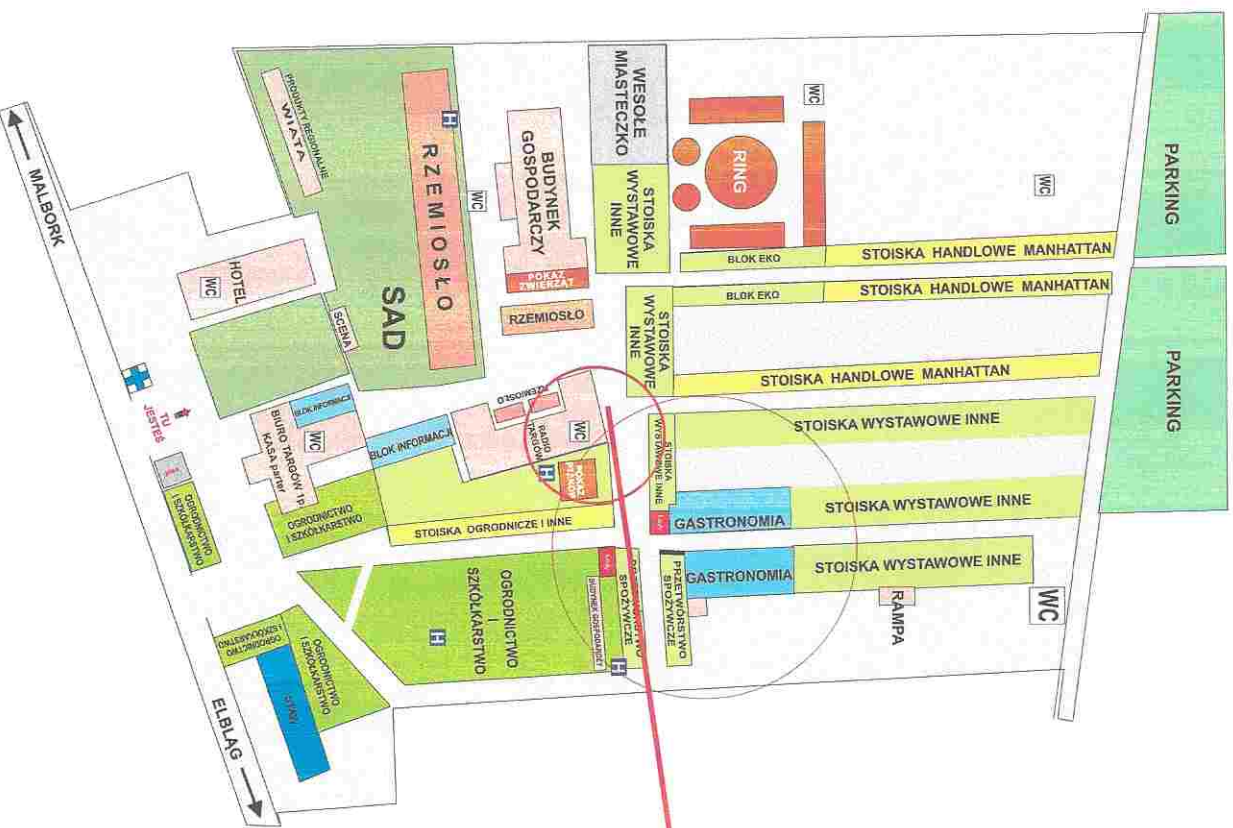 PARKING
PARKING
WC
WC
WC
WESOŁE
MIASTECZKO
RING
STOISKA
WYSTAWOWE
INNE
BLOK EKO
STOISKA HANDLOWE MANHATTAN
BLOK EKO
STOISKA HANDLOWE MANHATTAN
STOISKA
WYSTAWOWE
INNE
STOISKA HANDLOWE MANHATTAN
STOISKA WYSTAWOWE INNE
STOISKA
WYSTAWOWE INNE
GASTRONOMIA
STOISKA WYSTAWOWE INNE
GASTRONOMIA
STOISKA WYSTAWOWE INNE
PRZETWÓRSTWO
SPOŻYWCZE
RAMPA
PRZETWÓRSTWO
SPOŻYWCZE
BUDYNEK GOSPODARCZY
BUDYNEK
GOSPODARCZY
POKAZ
ZWIERZĄT
RZEMIOSŁO
WC
H
RZEMIOSŁO
SAD
PRODUKTY REGIONALNE
WIATA
HOTEL
WC
SCENA
RZEMIOSŁO
RADIO
TARGÓW
WC
H
POKAZ
BLOK INFORMACJI
BLOK INFORMACJI
WC
BIURO TARGÓW 1p
KASA parter
OGRODNICTWO
I SZKÓŁKARSTWO
STOISKA OGRODNICZE I INNE
OGRODNICTWO
I
SZKÓŁKARSTWO
H
H
OGRODNICTWO
I SZKÓŁKARSTWO
TU
JESTEŚ
OGRODNICTWO
I SZKÓŁKARSTWO
OGRODNICTWO
I SZKÓŁKARSTWO
STAW
MALBORK
ELBLĄG